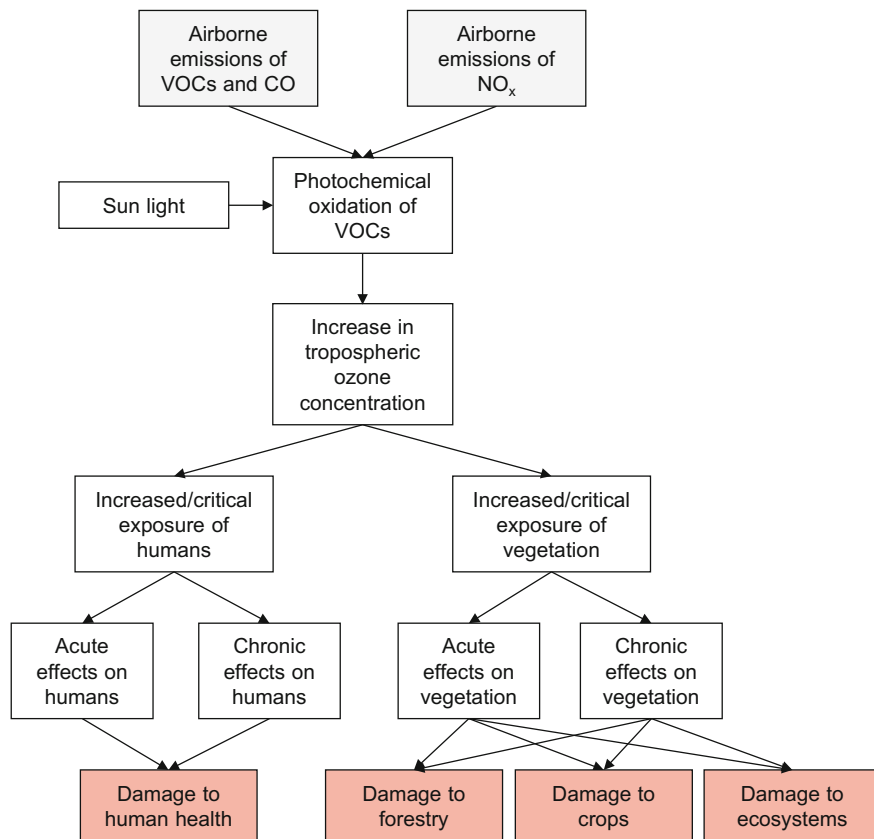 Airborne
emissions of
VOCs and CO
Airborne
emissions of
NOx
Sun light
Photochemical
oxidation of
VOCs
Increase in
tropospheric
ozone
concentration
Increased/critical
exposure of
humans
Increased/critical
exposure of
vegetation
Acute
effects on
humans
Chronic
effects on
humans
Acute
effects on
vegetation
Chronic
effects on
vegetation
Damage to
human health
Damage to
forestry
Damage to
crops
Damage to
ecosystems